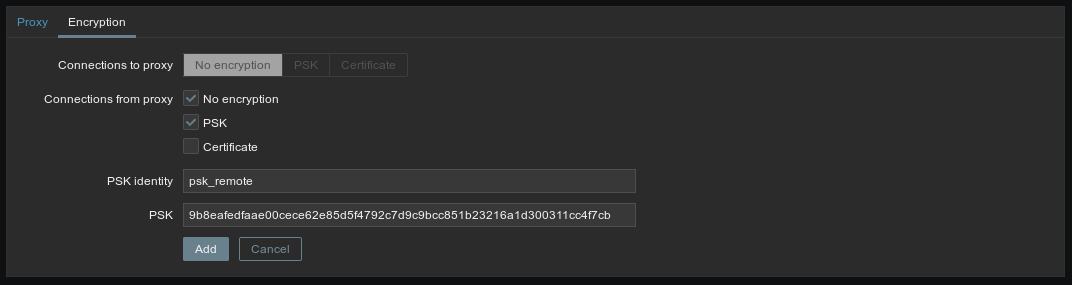 Proxy Encryption
Connections to proxy No encryption PSK Certificate
Connections from proxy No encryption
PSK
Certificate
PSK identity psk_remote
PSK 9b8eafedfaae00cece62e85d5f4792c7d9c9bcc851b23216a1d300311cc4f7cb
Add Cancel